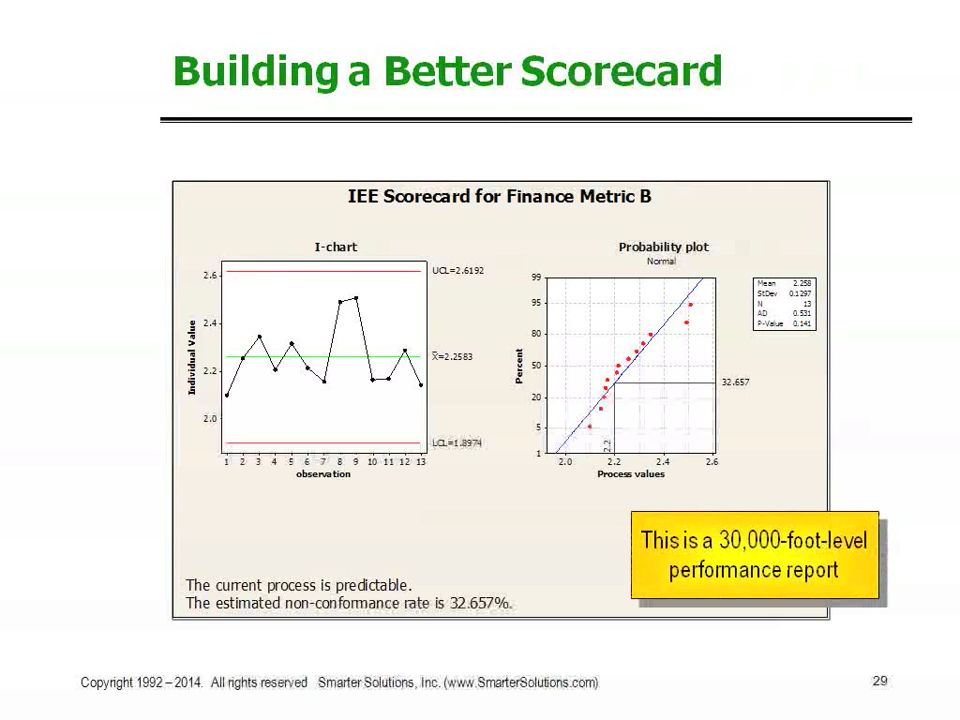 Building a Better Scorecard
IEE Scorecard for Finance Metric B
I-chart
UCL=2.6192
X̄=2.2583
LCL=1.8974
Individual Value
2.6
2.4
2.2
2.0
1 2 3 4 5 6 7 8 9 10 11 12 13
observation
Probability plot
Normal
Percent
99
95
80
50
20
5
1
32.657
2.2
2.0 2.2 2.4 2.6
Process values
Mean 2.258
StDev 0.1297
N 13
AD 0.531
P-Value 0.141
This is a 30,000-foot-level
performance report
The current process is predictable.
The estimated non-conformance rate is 32.657%.
Copyright 1992 – 2014. All rights reserved Smarter Solutions, Inc. (www.SmarterSolutions.com)
29